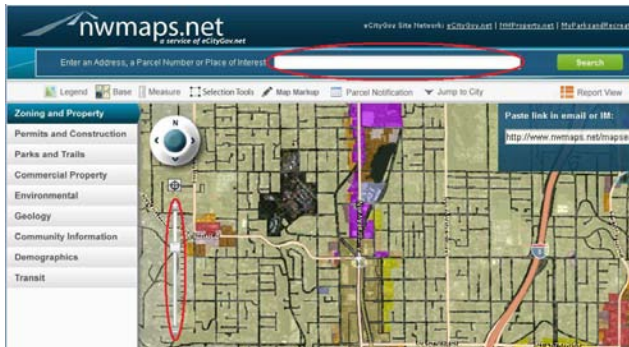 nwmaps.net
a service of eCityGov.net
eCityGov Site Network: eCityGov.net | NWProperty.net | MyParksandRecreat
Enter an Address, a Parcel Number or Place of Interest
Search
Legend Base Measure Selection Tools Map Markup Parcel Notification Jump to City Report View
Zoning and Property
Permits and Construction
Parks and Trails
Commercial Property
Environmental
Geology
Community Information
Demographics
Transit
N
Paste link in email or IM:
http://www.nwmaps.net/mapse
5